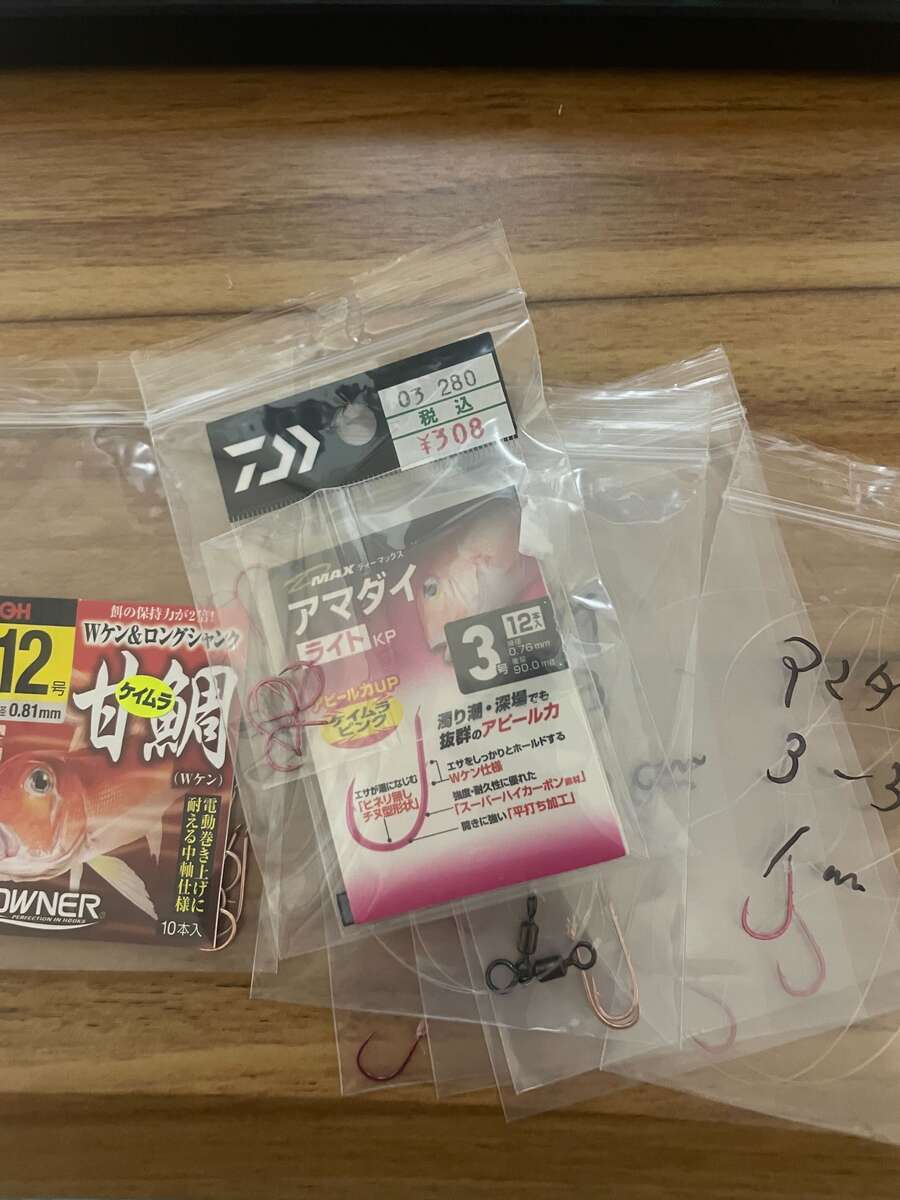 03 280
税 込
¥308
D-MAX ディーマックス
アマダイ
ライト KP
3号
12本入
線径
0.76mm
90.0mg
アピール力UP
ケイムラ
ピンク
濁り潮・深場でも
抜群のアピール力
エサをしっかりとホールドする
Wケン仕様
エサが潮になじむ
「ヒネリ無し
チヌ型形状」
強度・耐久性に優れた
「スーパーハイカーボン素材」
開きに強い「平打ち加工」
12号
0.81mm
餌の保持力が2倍!
Wケン&ロングシャンク
甘鯛
ケイムラ
(Wケン)
電動巻き上げに
耐える中軸仕様
OWNER
PERFECTION IN HOOKS
10本入
アマダ
3-3
1m